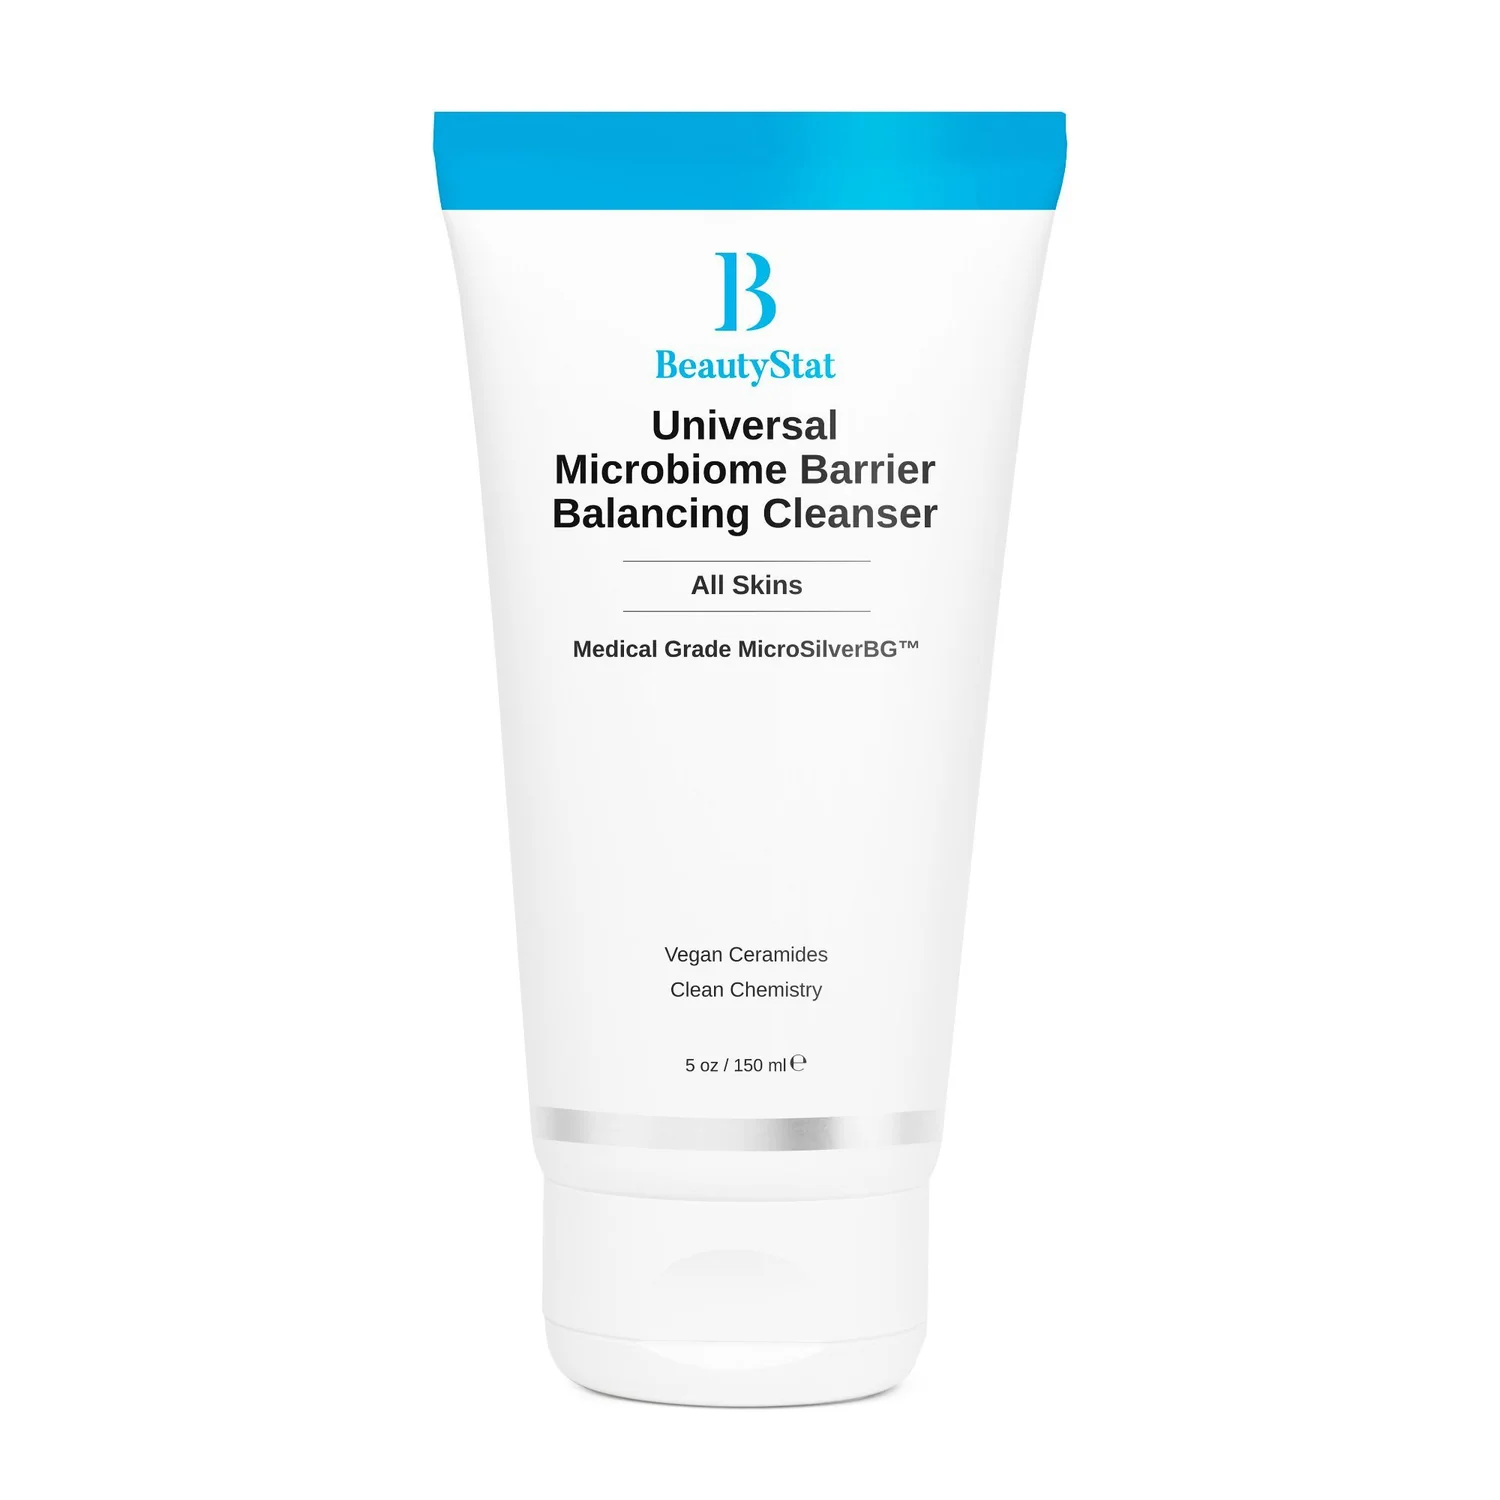 B
BeautyStat
Universal
Microbiome Barrier
Balancing Cleanser
All Skins
Medical Grade MicroSilverBG™
Vegan Ceramides
Clean Chemistry
5 oz / 150 ml ℮